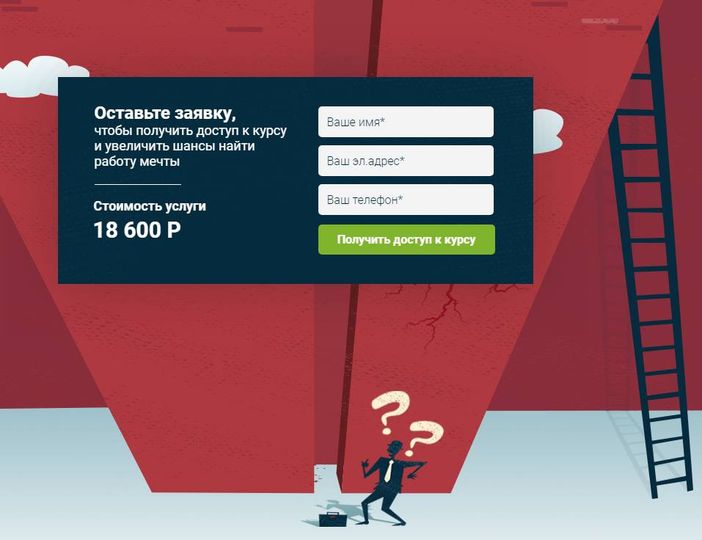 Оставьте заявку,
чтобы получить доступ к курсу
и увеличить шансы найти
работу мечты
Стоимость услуги
18 600 Р
Ваше имя*
Ваш эл.адрес*
Ваш телефон*
Получить доступ к курсу
? ?